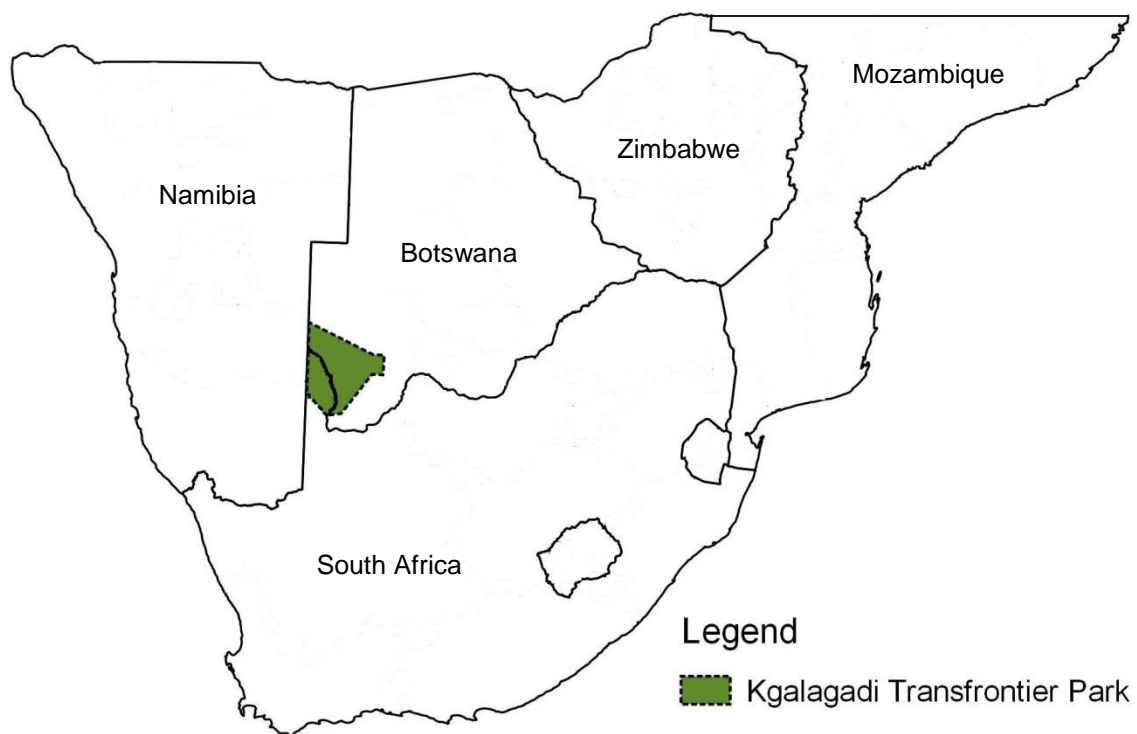 Mozambique
Zimbabwe
Namibia
Botswana
South Africa
Legend
Kgalagadi Transfrontier Park